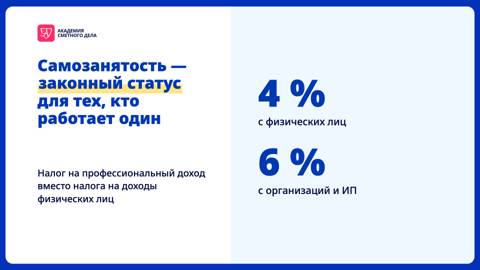 АКАДЕМИЯ
СМЕТНОГО ДЕЛА
Самозанятость —
законный статус
для тех, кто
работает один
Налог на профессиональный доход
вместо налога на доходы
физических лиц
4 %
с физических лиц
6 %
с организаций и ИП